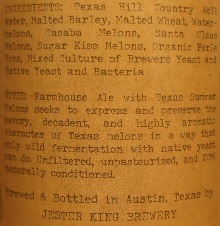 INGREDIENTS: Texas Hill Country Well
Water, Malted Barley, Malted Wheat, Water-
melons, Casaba Melons, Santa Claus
Melons, Sugar Kiss Melons, Organic Perle
Hops, Mixed Culture of Brewers Yeast and
Native Yeast and Bacteria
Farmhouse Ale with Texas Summer
Melons seeks to express and preserve the
savory, decadent, and highly aromatic
character of Texas melons in a way that
only wild fermentation with native yeast
can do. Unfiltered, unpasteurized, and 100%
naturally conditioned.
Brewed & Bottled in Austin, Texas by
JESTER KING BREWERY